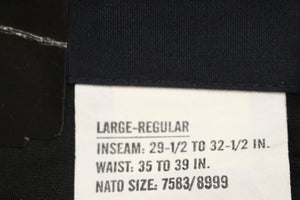 LARGE-REGULAR
INSEAM: 29-1/2 TO 32-1/2 IN.
WAIST: 35 TO 39 IN.
NATO SIZE: 7583/8999